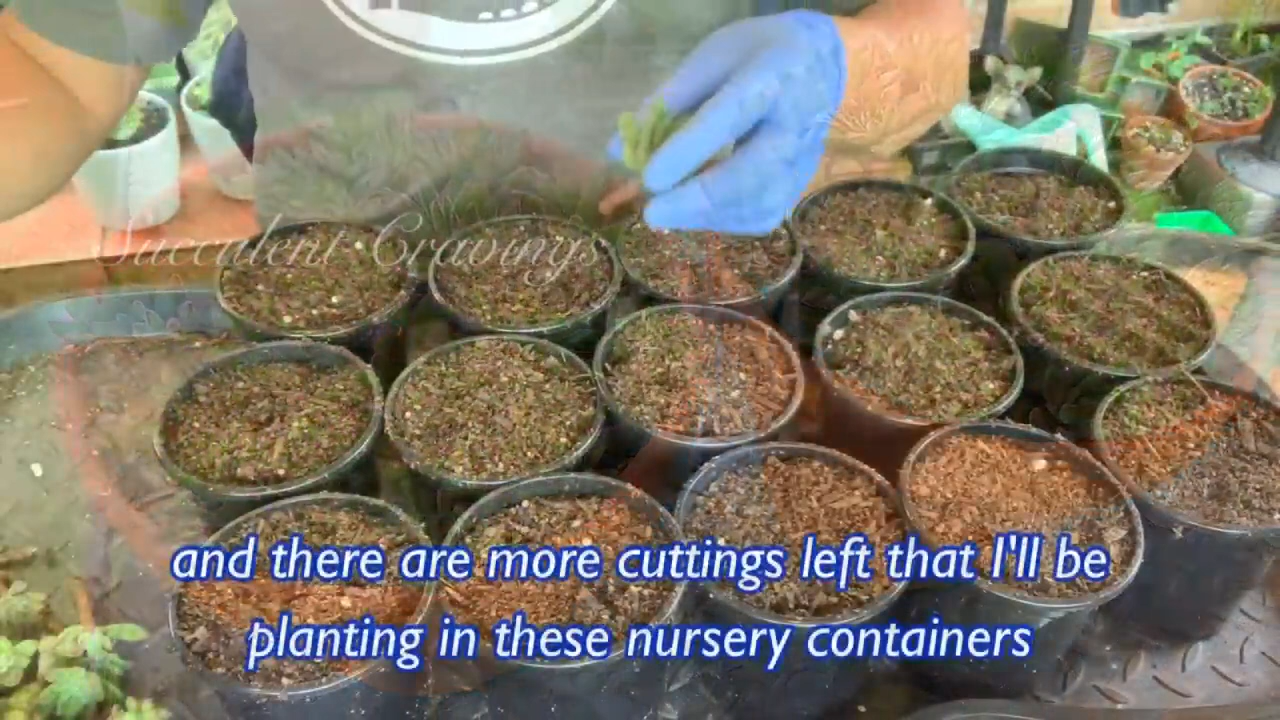 Succulent Cravings
and there are more cuttings left that I'll be
planting in these nursery containers